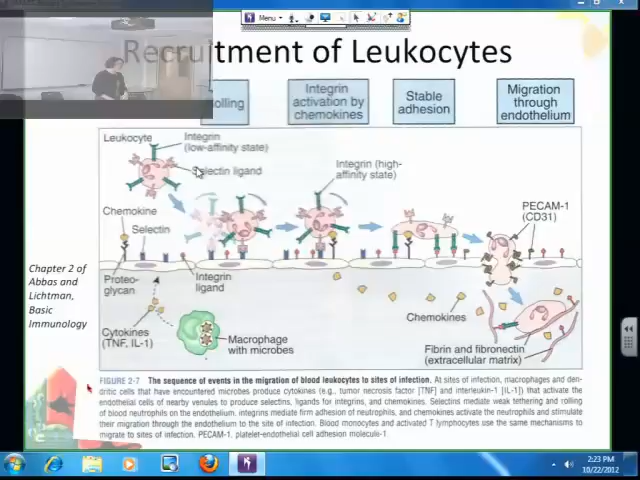 Menu
Recruitment of Leukocytes
Rolling
Integrin
activation by
chemokines
Stable
adhesion
Migration
through
endothelium
Leukocyte
Integrin
(low-affinity state)
Selectin ligand
Integrin (high-
affinity state)
PECAM-1
(CD31)
Chemokine
Selectin
Proteo-
glycan
Integrin
ligand
Cytokines
(TNF, IL-1)
Macrophage
with microbes
Chemokines
Fibrin and fibronectin
(extracellular matrix)
Chapter 2 of
Abbas and
Lichtman,
Basic
Immunology
FIGURE 2-7 The sequence of events in the migration of blood leukocytes to sites of infection. At sites of infection, macrophages and den-
dritic cells that have encountered microbes produce cytokines (e.g., tumor necrosis factor [TNF] and interleukin-1 [IL-1]) that activate the
endothelial cells of nearby venules to produce selectins, ligands for integrins, and chemokines. Selectins mediate weak tethering and rolling
of blood neutrophils on the endothelium, integrins mediate firm adhesion of neutrophils, and chemokines activate the neutrophils and stimulate
their migration through the endothelium to the site of infection. Blood monocytes and activated T lymphocytes use the same mechanisms to
migrate to sites of infection. PECAM-1, platelet-endothelial cell adhesion molecule-1.
2:23 PM
10/22/2012